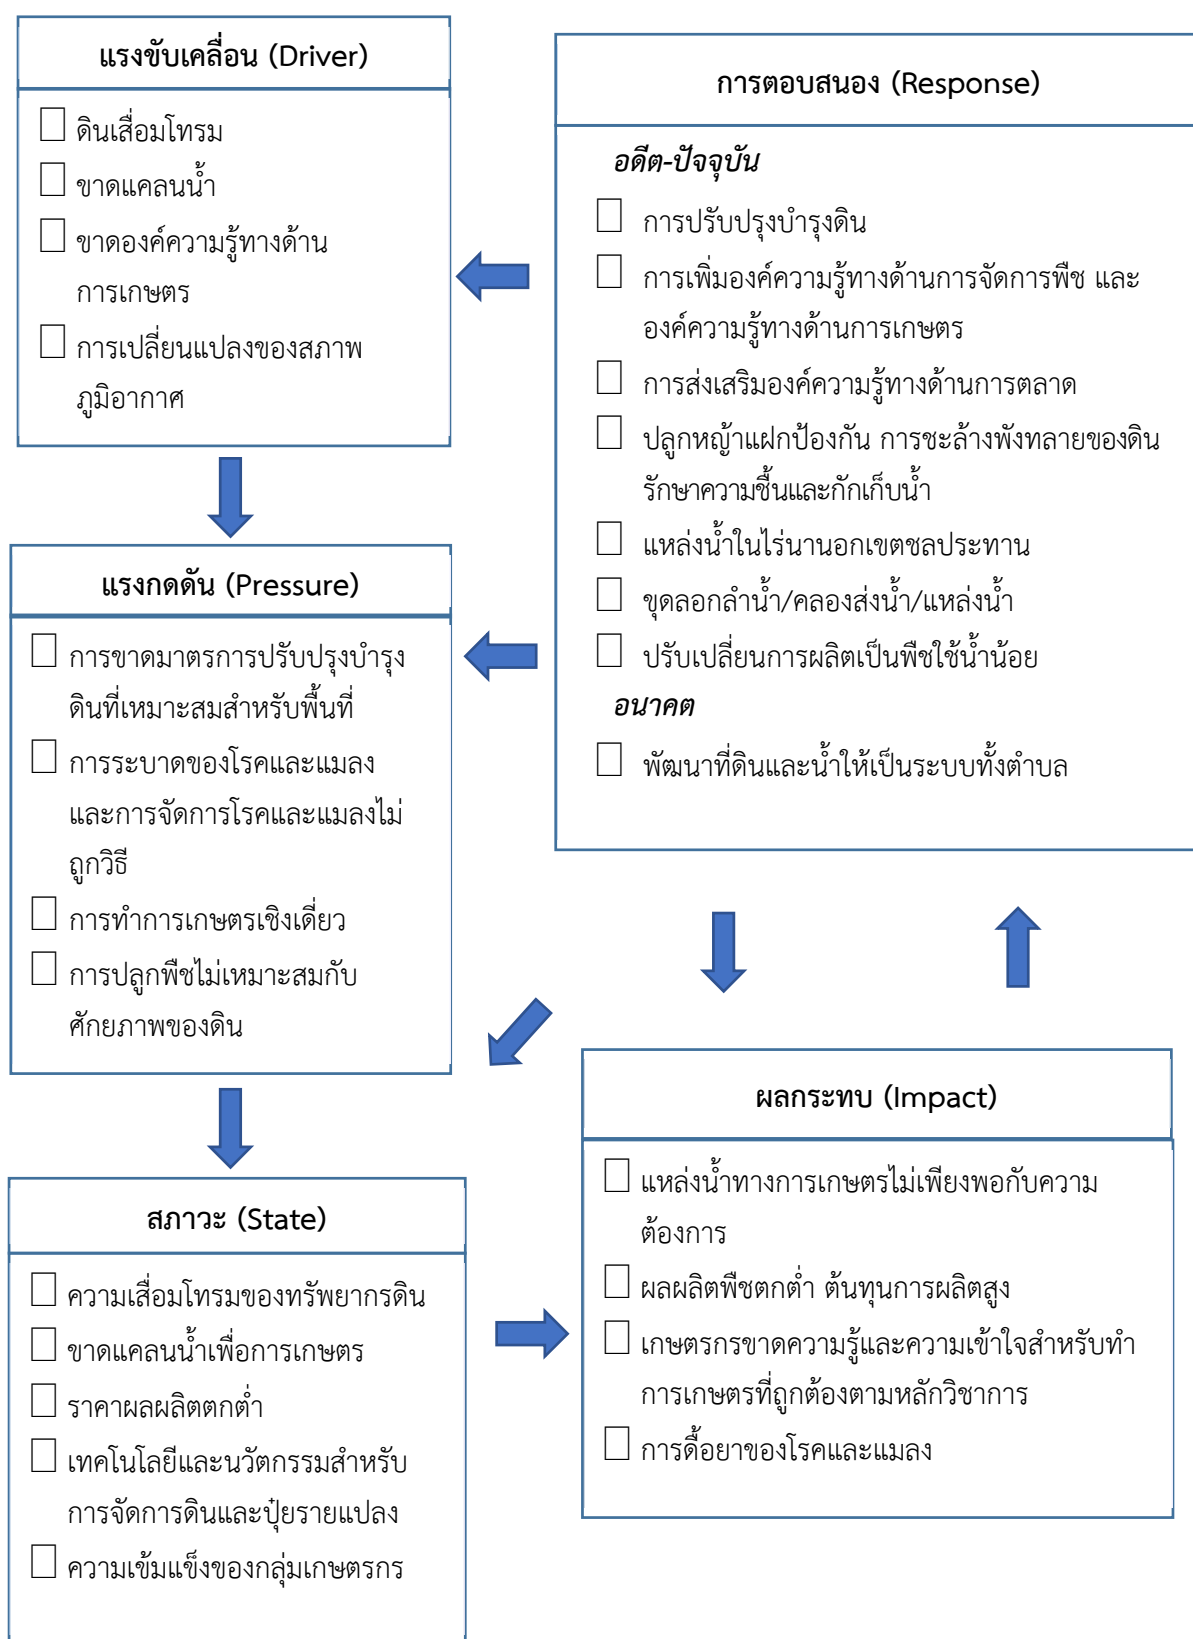 แรงขับเคลื่อน (Driver)
ดินเสื่อมโทรม
ขาดแคลนน้ำ
ขาดองค์ความรู้ทางด้าน
การเกษตร
การเปลี่ยนแปลงของสภาพ
ภูมิอากาศ
การตอบสนอง (Response)
อดีต-ปัจจุบัน
การปรับปรุงบำรุงดิน
การเพิ่มองค์ความรู้ทางด้านการจัดการพืช และ
องค์ความรู้ทางด้านการเกษตร
การส่งเสริมองค์ความรู้ทางด้านการตลาด
ปลูกหญ้าแฝกป้องกัน การชะล้างพังทลายของดิน
รักษาความชื้นและกักเก็บน้ำ
แหล่งน้ำในไร่นานอกเขตชลประทาน
ขุดลอกลำน้ำ/คลองส่งน้ำ/แหล่งน้ำ
ปรับเปลี่ยนการผลิตเป็นพืชใช้น้ำน้อย
อนาคต
พัฒนาที่ดินและน้ำให้เป็นระบบทั้งตำบล
แรงกดดัน (Pressure)
การขาดมาตรการปรับปรุงบำรุง
ดินที่เหมาะสมสำหรับพื้นที่
การระบาดของโรคและแมลง
และการจัดการโรคและแมลงไม่
ถูกวิธี
การทำการเกษตรเชิงเดี่ยว
การปลูกพืชไม่เหมาะสมกับ
ศักยภาพของดิน
สภาวะ (State)
ความเสื่อมโทรมของทรัพยากรดิน
ขาดแคลนน้ำเพื่อการเกษตร
ราคาผลผลิตตกต่ำ
เทคโนโลยีและนวัตกรรมสำหรับ
การจัดการดินและปุ๋ยรายแปลง
ความเข้มแข็งของกลุ่มเกษตรกร
ผลกระทบ (Impact)
แหล่งน้ำทางการเกษตรไม่เพียงพอกับความ
ต้องการ
ผลผลิตพืชตกต่ำ ต้นทุนการผลิตสูง
เกษตรกรขาดความรู้และความเข้าใจสำหรับทำ
การเกษตรที่ถูกต้องตามหลักวิชาการ
การดื้อยาของโรคและแมลง